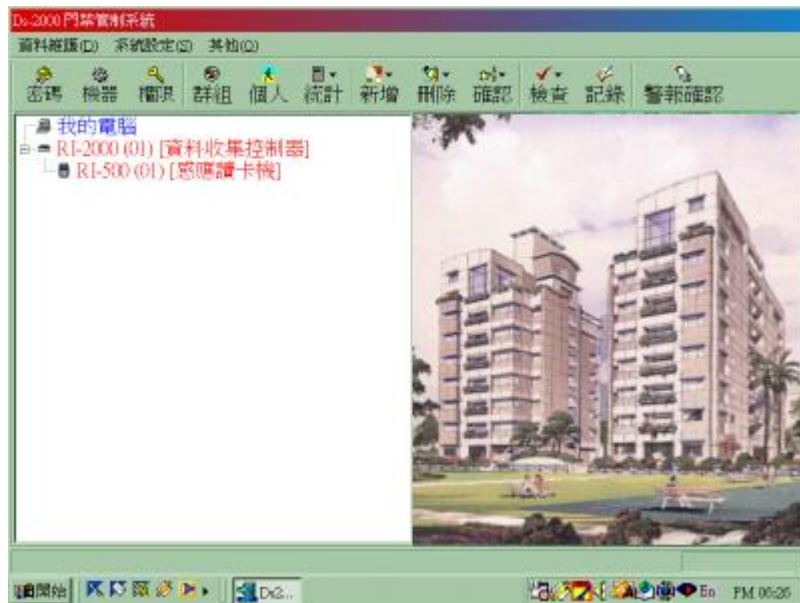 Ds-2000 門禁管制系統
資料維護(D) 系統設定(S) 其他(O)
密碼 機器 權限 群組 個人 統計 新增 刪除 確認 檢查 記錄 警報確認
我的電腦
RI-2000 (01) [資料收集控制器]
RI-500 (01) [感應讀卡機]
開始 Ds2... En PM 06:26